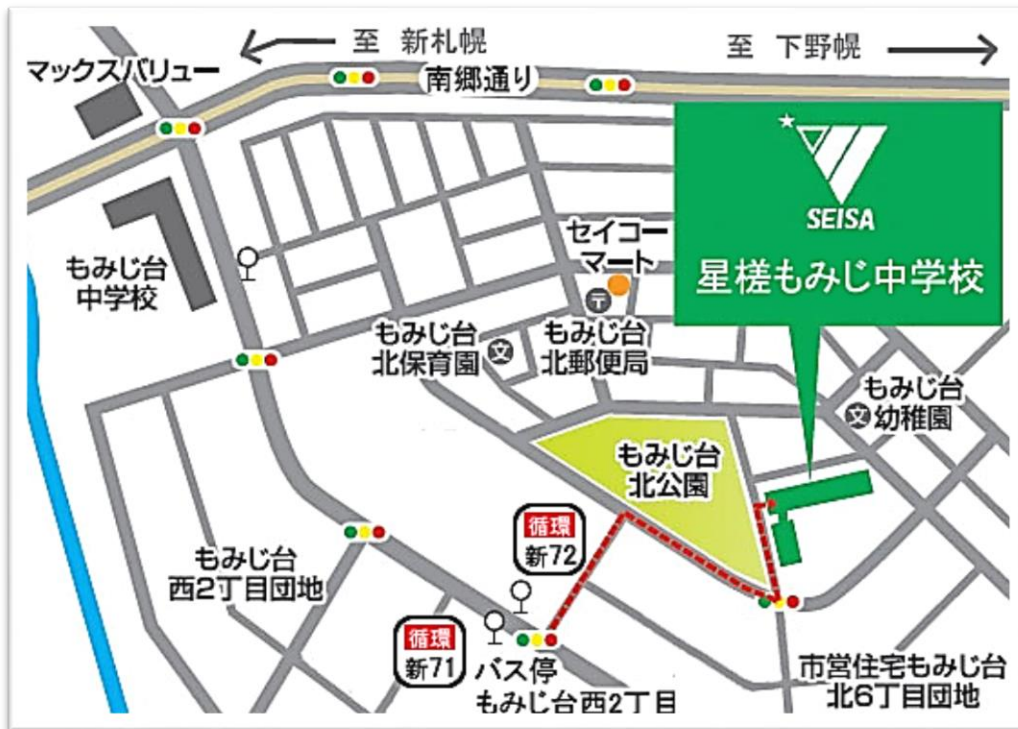 至 新札幌
至 下野幌
マックスバリュー
南郷通り
SEISA
星槎もみじ中学校
もみじ台
中学校
セイコー
マート
〒
もみじ台
北保育園
文
もみじ台
北郵便局
もみじ台
幼稚園
文
もみじ台
北公園
循環
新72
もみじ台
西2丁目団地
循環
新71
バス停
もみじ台西2丁目
市営住宅もみじ台
北6丁目団地